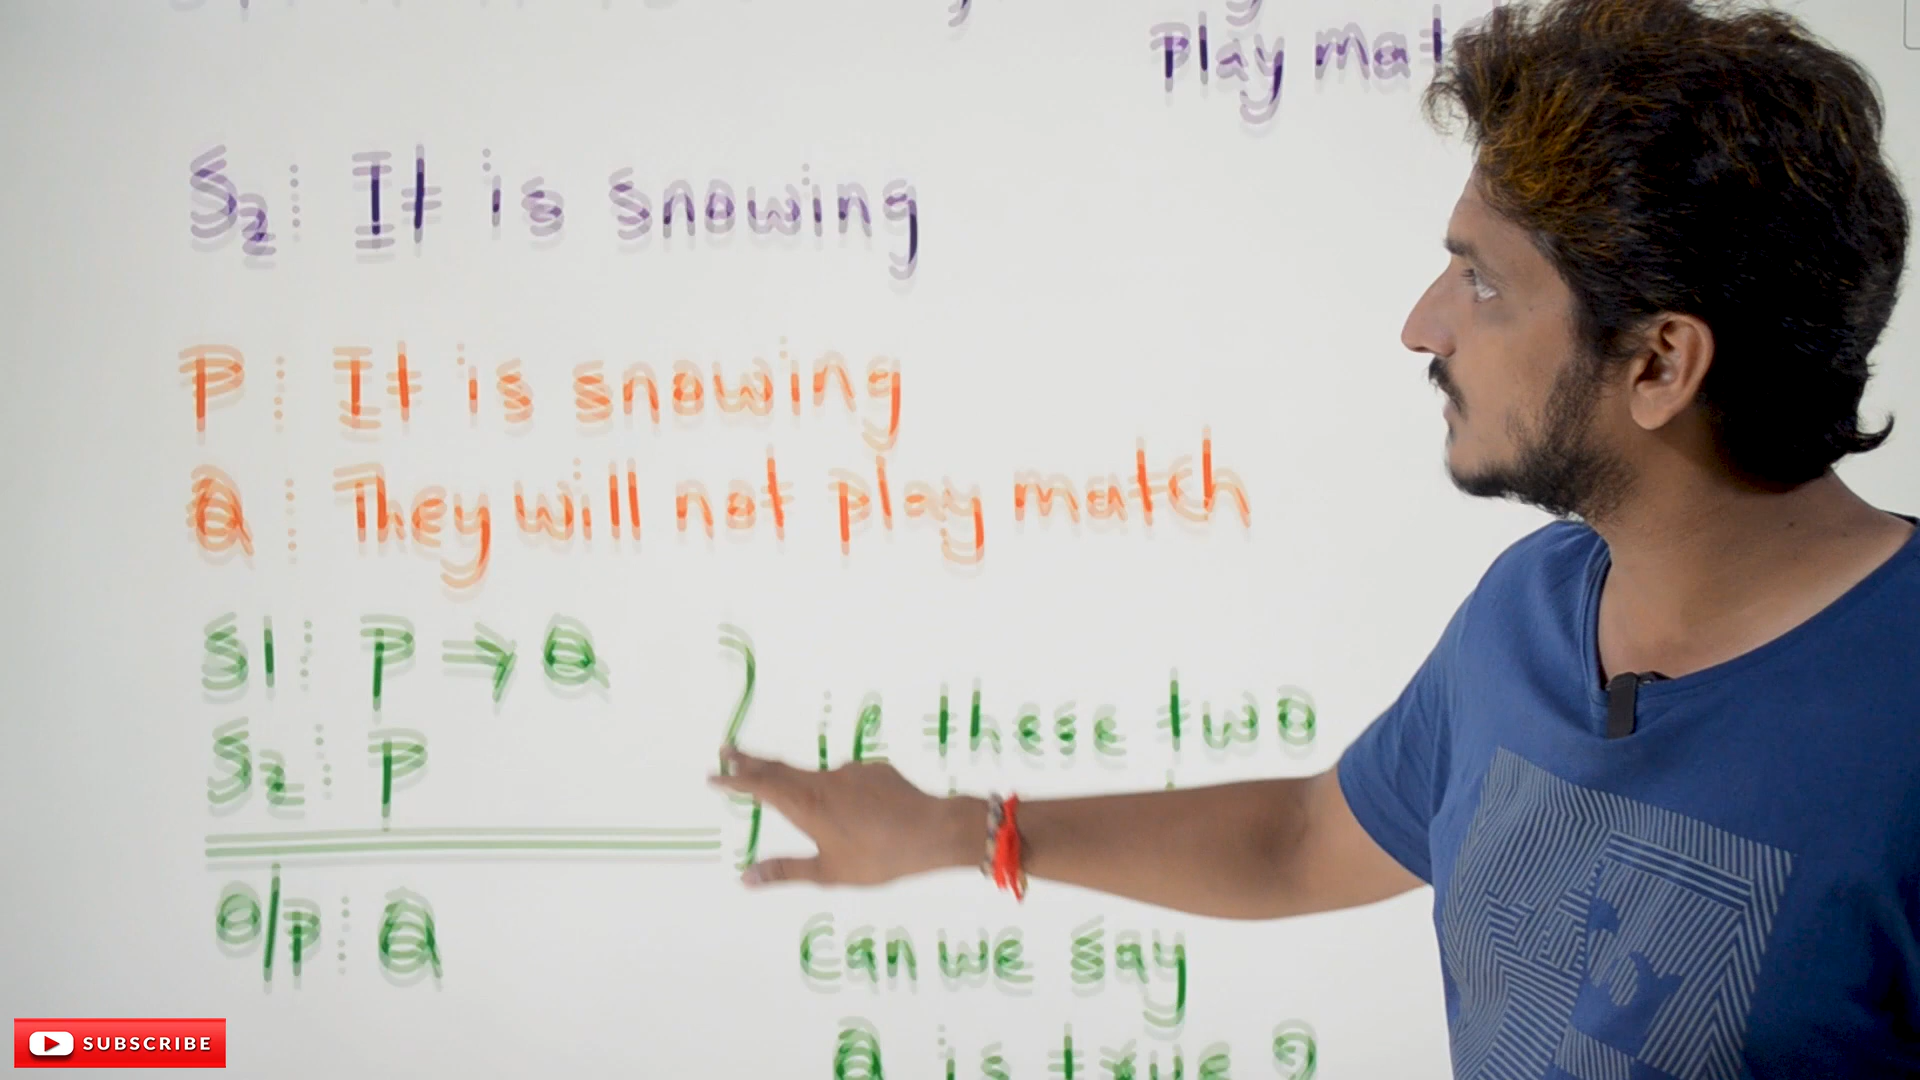 play mat
S2: It is snowing
P: It is snowing
Q: They will not play match
S1: P ⇒ Q
S2: P
if these two
O/P: Q
Can we say
Q is true?
SUBSCRIBE